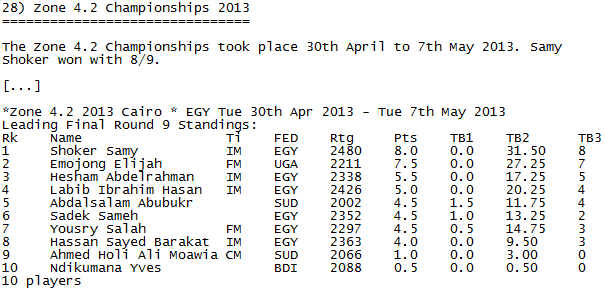 28) Zone 4.2 Championships 2013
===============================
The Zone 4.2 Championships took place 30th April to 7th May 2013. Samy
Shoker won with 8/9.
[...]
*Zone 4.2 2013 Cairo * EGY Tue 30th Apr 2013 - Tue 7th May 2013
Leading Final Round 9 Standings:
Rk Name Ti FED Rtg Pts TB1 TB2 TB3
1 Shoker Samy IM EGY 2480 8.0 0.0 31.50 8
2 Emojong Elijah FM UGA 2211 7.5 0.0 27.25 7
3 Hesham Abdelrahman IM EGY 2338 5.5 0.0 17.25 5
4 Labib Ibrahim Hasan IM EGY 2426 5.0 0.0 20.25 4
5 Abdalsalam Abubukr SUD 2002 4.5 1.5 11.75 4
6 Sadek Sameh EGY 2352 4.5 1.0 13.25 2
7 Yousry Salah FM EGY 2297 4.5 0.5 14.75 3
8 Hassan Sayed Barakat IM EGY 2363 4.0 0.0 9.50 3
9 Ahmed Holi Ali Moawia CM SUD 2066 1.0 0.0 3.00 0
10 Ndikumana Yves BDI 2088 0.5 0.0 0.50 0
10 players